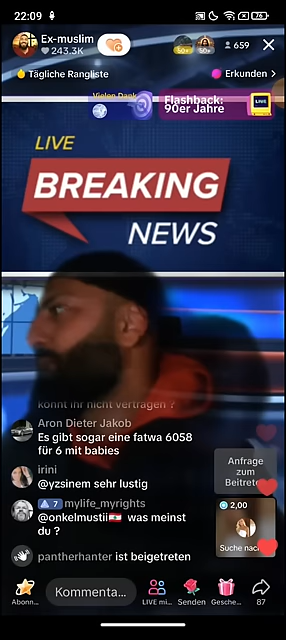 22:09
76
Ex-muslim
243.3K
50+
50+
659
Tägliche Rangliste
Erkunden >
Vielen Dank
Flashback:
90er Jahre
LIVE
LIVE
BREAKING
NEWS
könnt ihr nicht vertragen ?
Aron Dieter Jakob
Es gibt sogar eine fatwa 6058
für 6 mit babies
irini
@yzsinem sehr lustig
7 mylife_myrights
@onkelmustii🇱🇧 was meinst
du ?
pantherhanter ist beigetreten
Anfrage
zum
Beitrete
2,00
Suche nac
Kommenta...
Abonn...
LIVE mi...
Senden
Gesche...
87